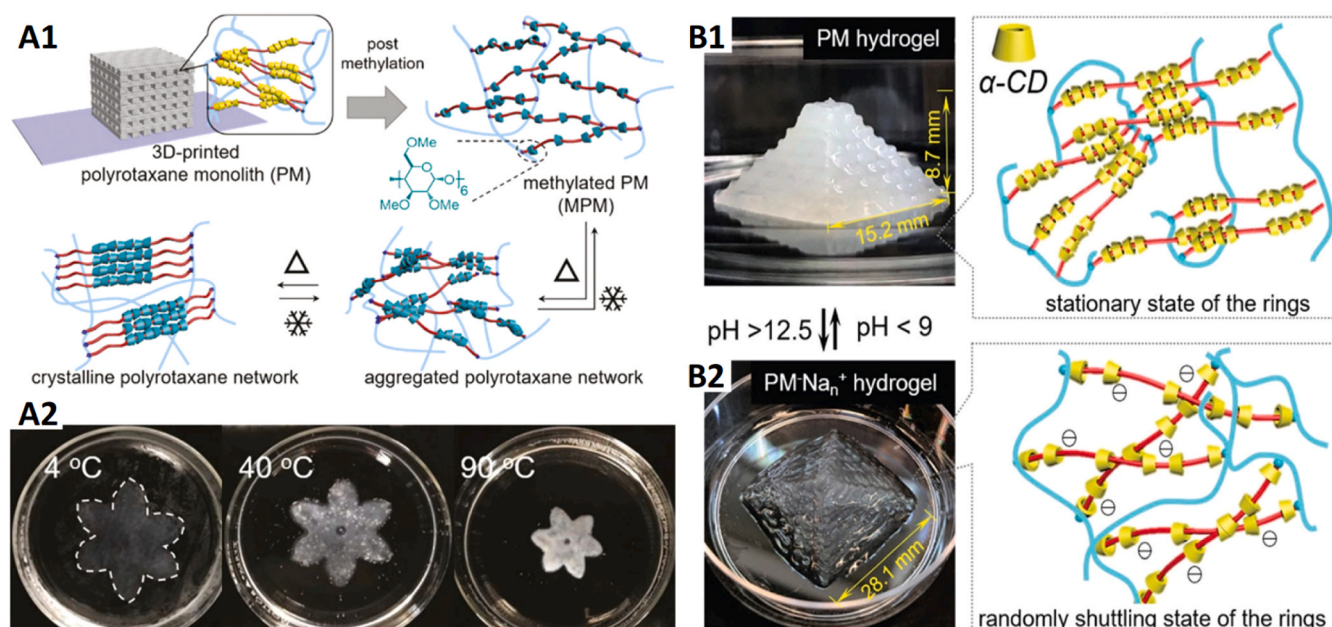 A1
post
methylation
3D-printed
polyrotaxane monolith (PM)
OMe
O
O
6
MeO
OMe
methylated PM
(MPM)
Δ
Δ
crystalline polyrotaxane network
aggregated polyrotaxane network
A2
4 °C
40 °C
90 °C
B1
PM hydrogel
8.7 mm
15.2 mm
α-CD
stationary state of the rings
pH >12.5
pH < 9
B2
PM-Naₙ⁺ hydrogel
28.1 mm
⊖
⊖
⊖
⊖
⊖
⊖
⊖
⊖
randomly shuttling state of the rings